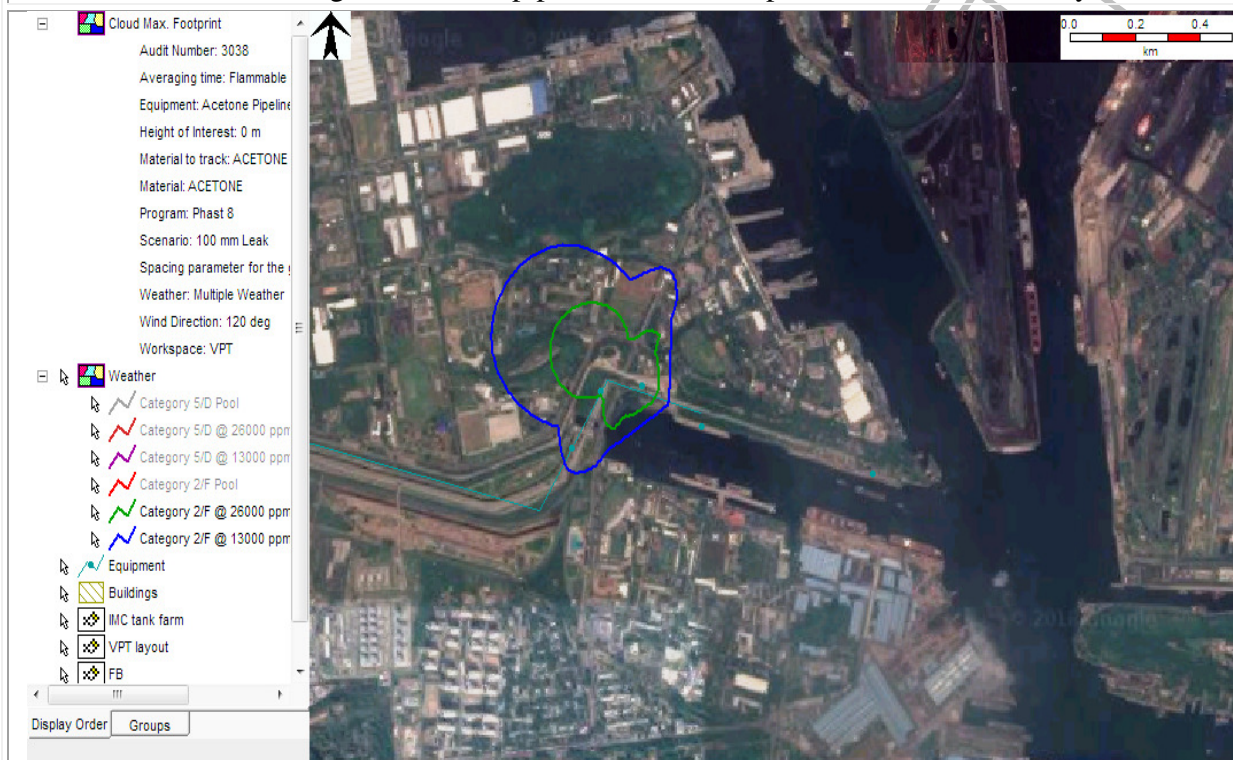 Cloud Max. Footprint
Audit Number: 3038
Averaging time: Flammable
Equipment: Acetone Pipeline
Height of Interest: 0 m
Material to track: ACETONE
Material: ACETONE
Program: Phast 8
Scenario: 100 mm Leak
Spacing parameter for the
Weather: Multiple Weather
Wind Direction: 120 deg
Workspace: VPT
Weather
Category 5/D Pool
Category 5/D @ 26000 ppm
Category 5/D @ 13000 ppm
Category 2/F Pool
Category 2/F @ 26000 ppm
Category 2/F @ 13000 ppm
Equipment
Buildings
IMC tank farm
VPT layout
FB
Display Order Groups
0.0 0.2 0.4
km